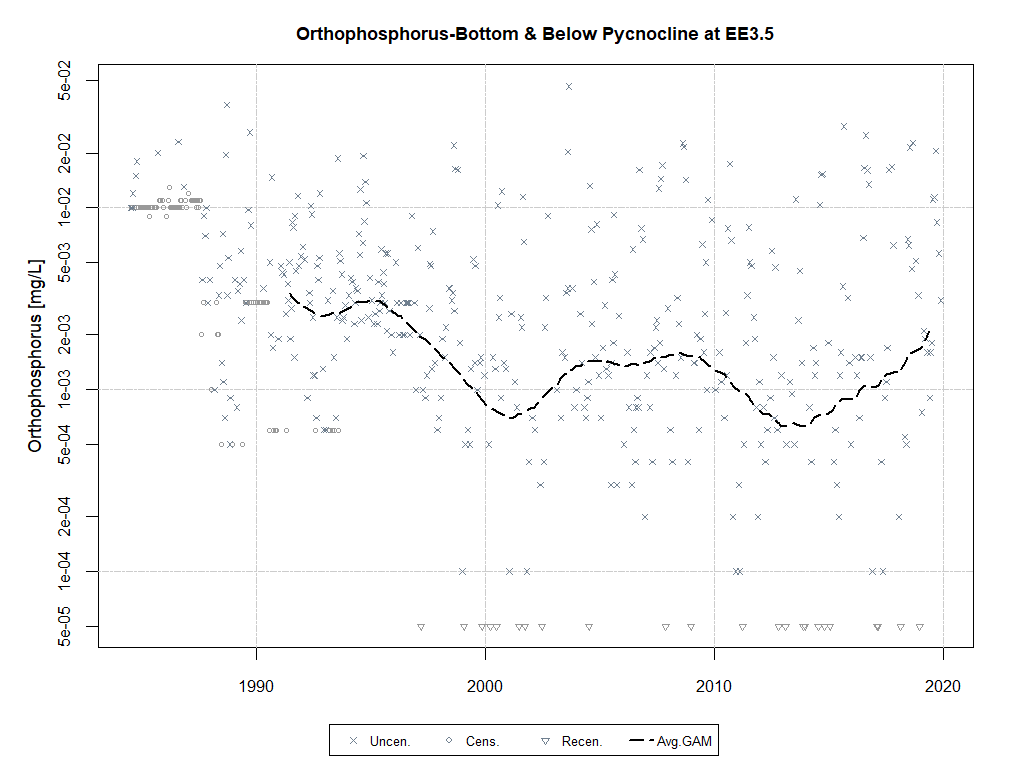 Orthophosphorus-Bottom & Below Pycnocline at EE3.5
Orthophosphorus [mg/L]
5e-02
2e-02
1e-02
5e-03
2e-03
1e-03
5e-04
2e-04
1e-04
5e-05
1990 2000 2010 2020
Uncen. Cens. Recen. Avg.GAM